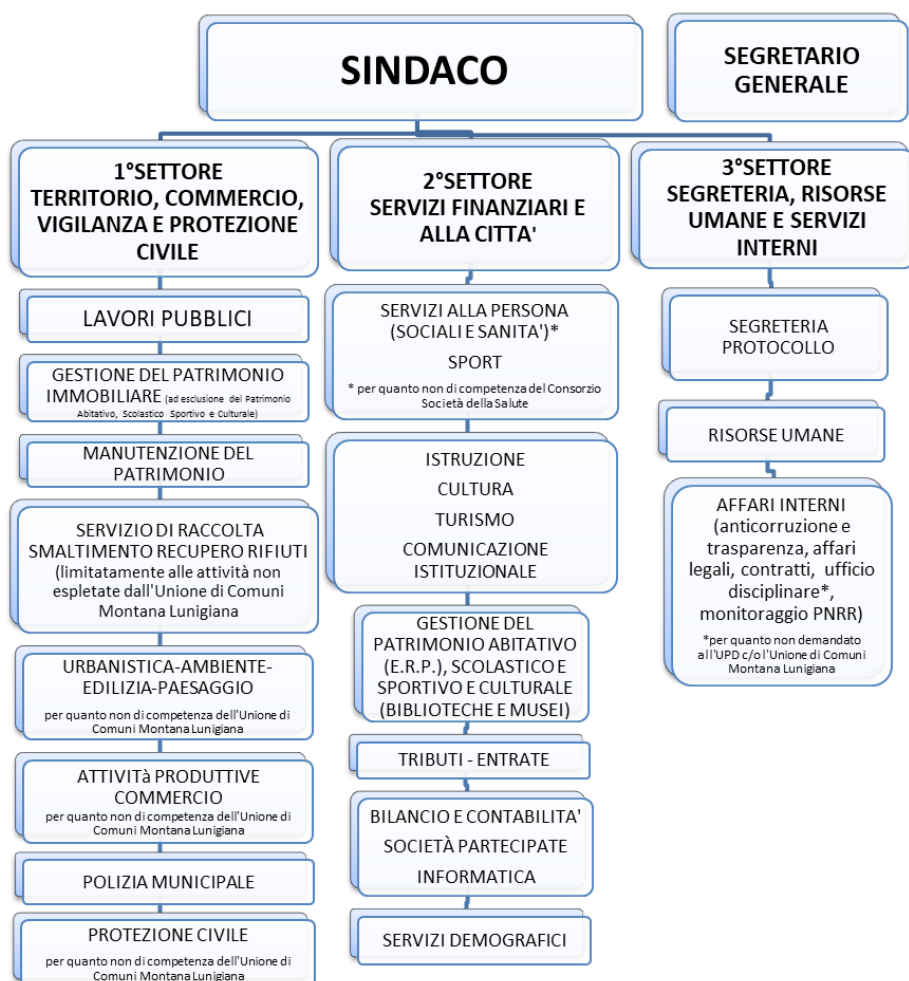 SINDACO
SEGRETARIO
GENERALE
1°SETTORE
TERRITORIO, COMMERCIO,
VIGILANZA E PROTEZIONE
CIVILE
LAVORI PUBBLICI
GESTIONE DEL PATRIMONIO
IMMOBILIARE (ad esclusione del Patrimonio
Abitativo, Scolastico Sportivo e Culturale)
MANUTENZIONE DEL
PATRIMONIO
SERVIZIO DI RACCOLTA
SMALTIMENTO RECUPERO RIFIUTI
(limitatamente alle attività non
espletate dall'Unione di Comuni
Montana Lunigiana
URBANISTICA-AMBIENTE-
EDILIZIA-PAESAGGIO
per quanto non di competenza dell'Unione di
Comuni Montana Lunigiana
ATTIVITà PRODUTTIVE
COMMERCIO
per quanto non di competenza dell'Unione di
Comuni Montana Lunigiana
POLIZIA MUNICIPALE
PROTEZIONE CIVILE
per quanto non di competenza dell'Unione di
Comuni Montana Lunigiana
2°SETTORE
SERVIZI FINANZIARI E
ALLA CITTA'
SERVIZI ALLA PERSONA
(SOCIALI E SANITA')*
SPORT
* per quanto non di competenza del Consorzio
Società della Salute
ISTRUZIONE
CULTURA
TURISMO
COMUNICAZIONE
ISTITUZIONALE
GESTIONE DEL
PATRIMONIO ABITATIVO
(E.R.P.), SCOLASTICO E
SPORTIVO E CULTURALE
(BIBLIOTECHE E MUSEI)
TRIBUTI - ENTRATE
BILANCIO E CONTABILITA'
SOCIETÀ PARTECIPATE
INFORMATICA
SERVIZI DEMOGRAFICI
3°SETTORE
SEGRETERIA, RISORSE
UMANE E SERVIZI
INTERNI
SEGRETERIA
PROTOCOLLO
RISORSE UMANE
AFFARI INTERNI
(anticorruzione e
trasparenza, affari
legali, contratti, ufficio
disciplinare*,
monitoraggio PNRR)
*per quanto non demandato
all'UPD c/o l'Unione di Comuni
Montana Lunigiana